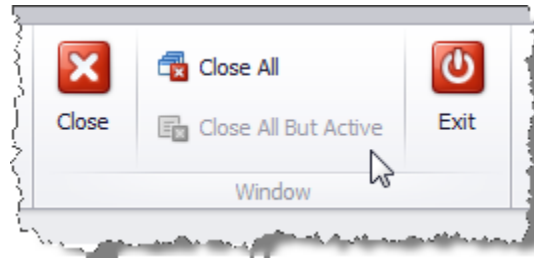 Close
Close All
Close All But Active
Exit
Window